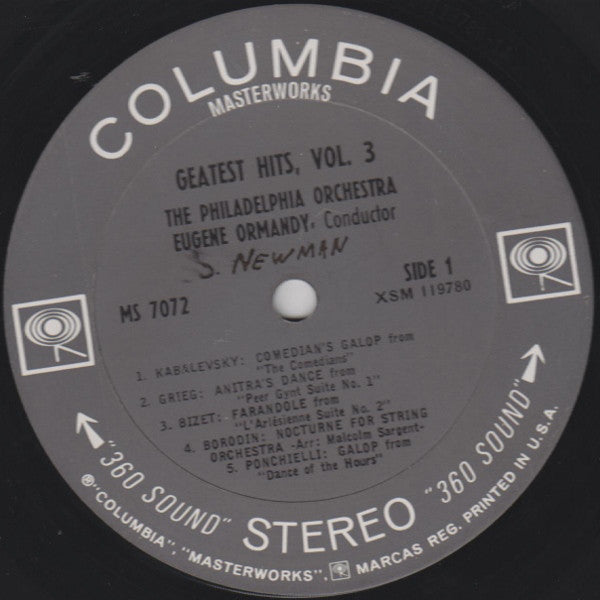 COLUMBIA
MASTERWORKS
GEATEST HITS, VOL. 3
THE PHILADELPHIA ORCHESTRA
EUGENE ORMANDY, Conductor
S. NEWMAN
MS 7072
SIDE 1
XSM 119780
1. KABALEVSKY: COMEDIAN'S GALOP from
"The Comedians"
2. GRIEG: ANITRA'S DANCE from
"Peer Gynt Suite No. 1"
3. BIZET: FARANDOLE from
"L'Arlésienne Suite No. 2"
4. BORODIN: NOCTURNE FOR STRING
ORCHESTRA -Arr: Malcolm Sargent-
5. PONCHIELLI: GALOP from
"Dance of the Hours"
"360 SOUND" STEREO "360 SOUND"
℗"COLUMBIA", "MASTERWORKS", MARCAS REG. PRINTED IN U.S.A.